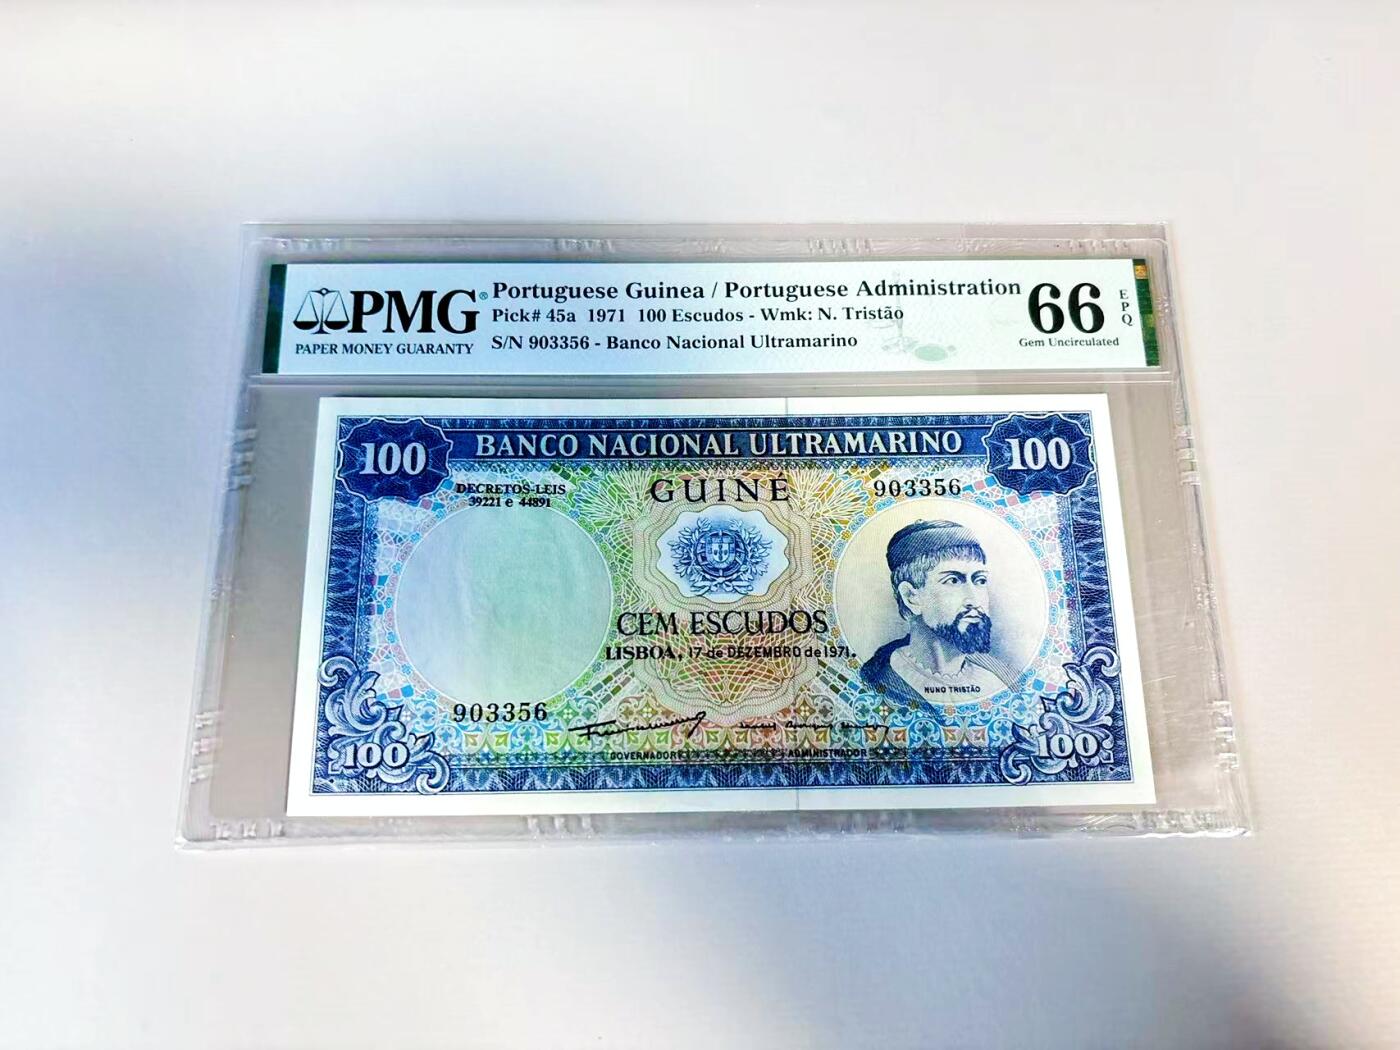 PMG®
PAPER MONEY GUARANTY
Portuguese Guinea / Portuguese Administration
Pick# 45a 1971 100 Escudos - Wmk: N. Tristão
S/N 903356 - Banco Nacional Ultramarino
66
EPQ
Gem Uncirculated
100 BANCO NACIONAL ULTRAMARINO 100
DECRETOS-LEIS
39221 e 44891
GUINÉ
903356
CEM ESCUDOS
LISBOA, 17 de DEZEMBRO de 1971.
NUNO TRISTÃO
903356
GOVERNADOR ADMINISTRADOR
100 100